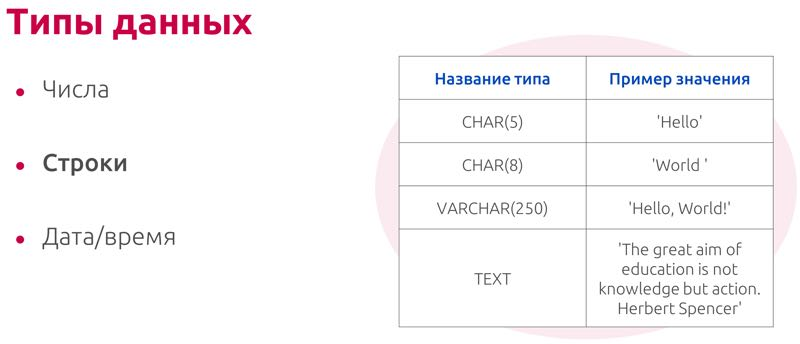 Типы данных
Числа
Строки
Дата/время
Название типа
Пример значения
CHAR(5)
'Hello'
CHAR(8)
'World '
VARCHAR(250)
'Hello, World!'
TEXT
'The great aim of
education is not
knowledge but action.
Herbert Spencer'